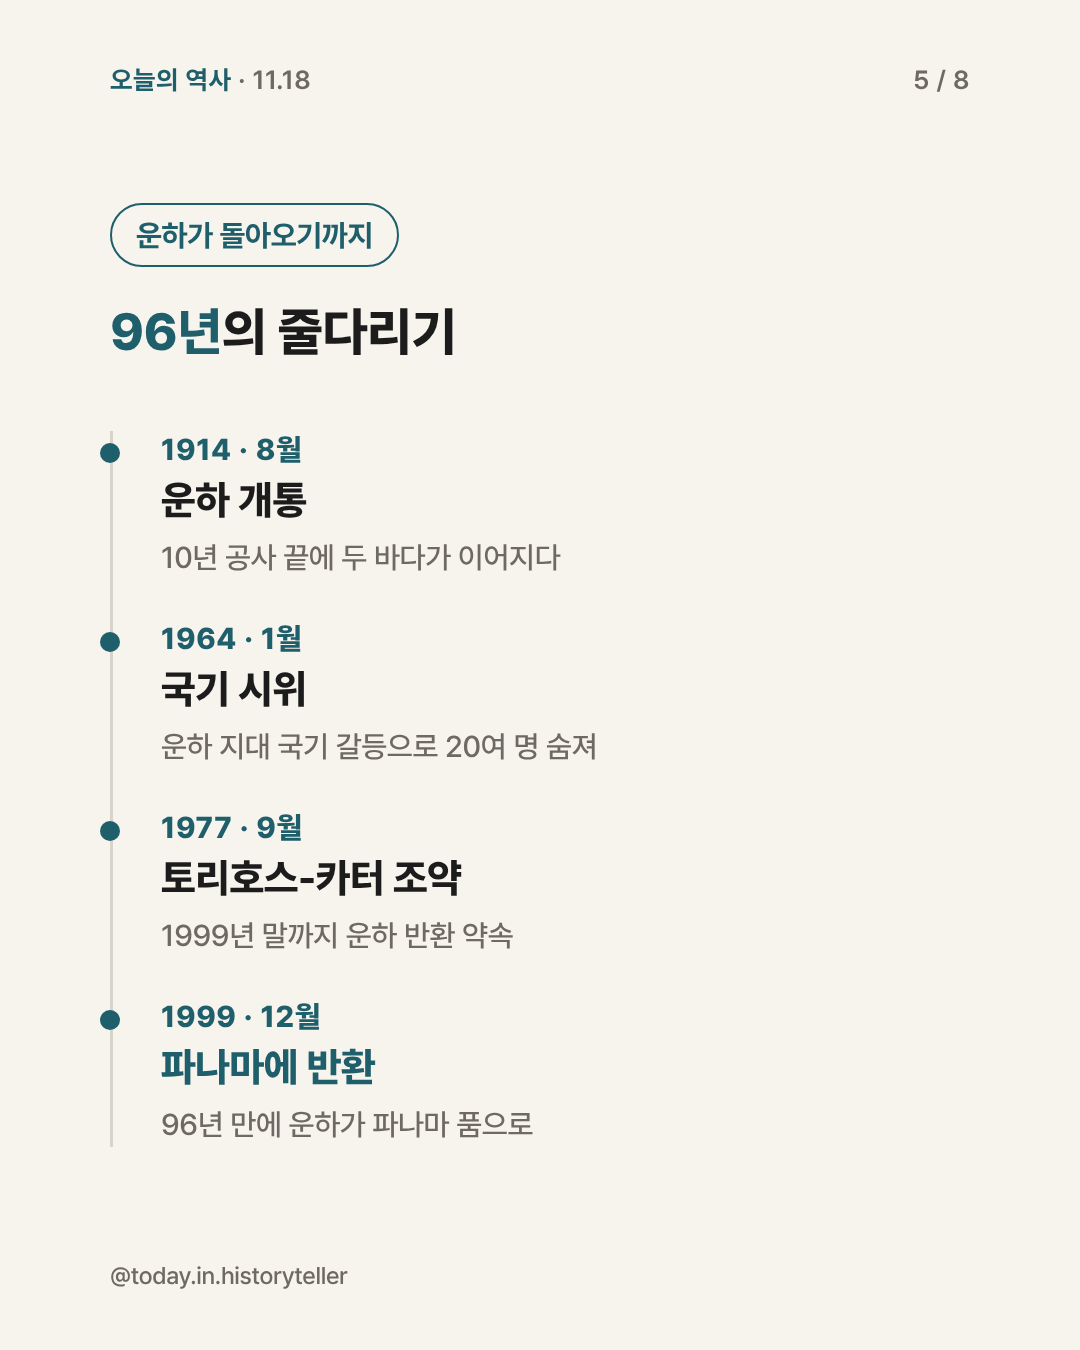 오늘의 역사 · 11.18
5 / 8
운하가 돌아오기까지
96년의 줄다리기
1914 · 8월
운하 개통
10년 공사 끝에 두 바다가 이어지다
1964 · 1월
국기 시위
운하 지대 국기 갈등으로 20여 명 숨져
1977 · 9월
토리호스-카터 조약
1999년 말까지 운하 반환 약속
1999 · 12월
파나마에 반환
96년 만에 운하가 파나마 품으로
@today.in.historyteller